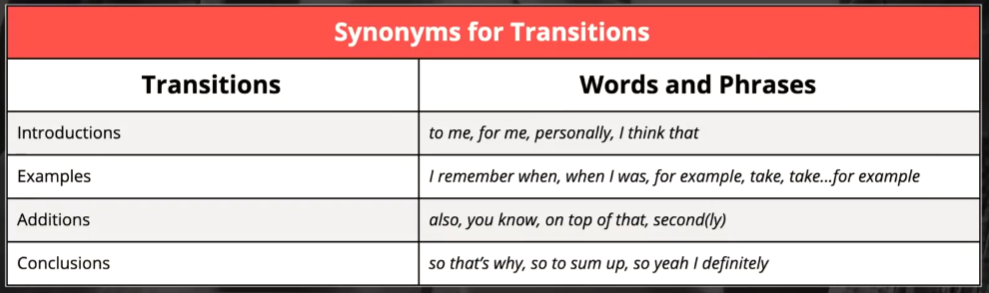 Synonyms for Transitions
Transitions
Words and Phrases
Introductions
to me, for me, personally, I think that
Examples
I remember when, when I was, for example, take, take...for example
Additions
also, you know, on top of that, second(ly)
Conclusions
so that's why, so to sum up, so yeah I definitely